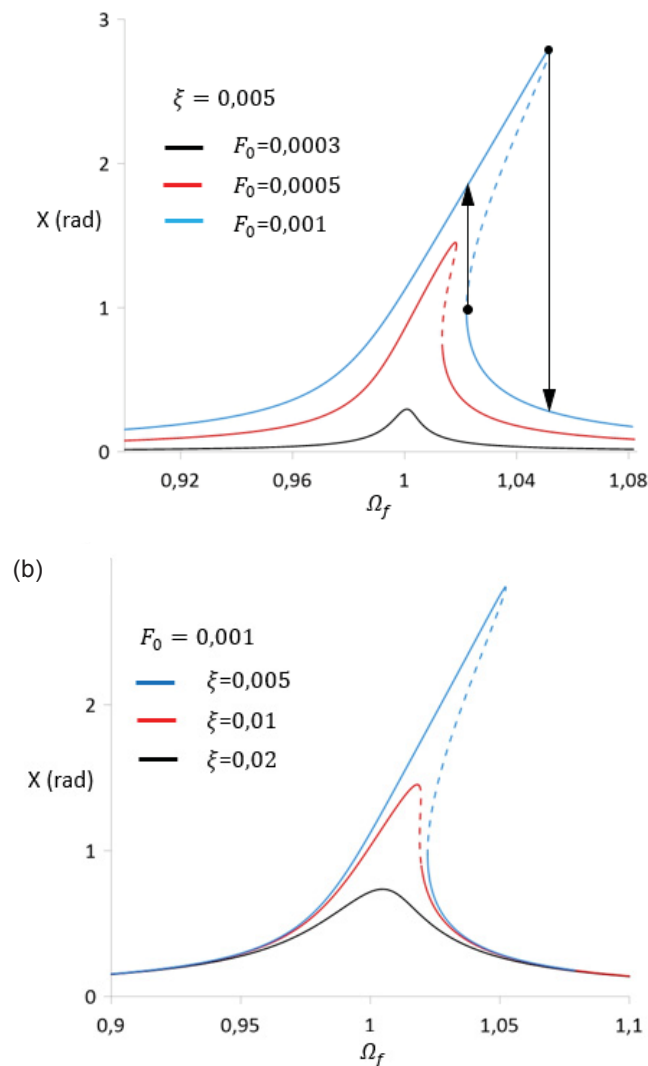 3
ξ = 0,005
F₀=0,0003
2
F₀=0,0005
X (rad)
F₀=0,001
1
0
0,92 0,96 1 1,04 1,08
Ω_f
(b)
F₀ = 0,001
ξ=0,005
2
ξ=0,01
ξ=0,02
X (rad)
1
0
0,9 0,95 1 1,05 1,1
Ω_f